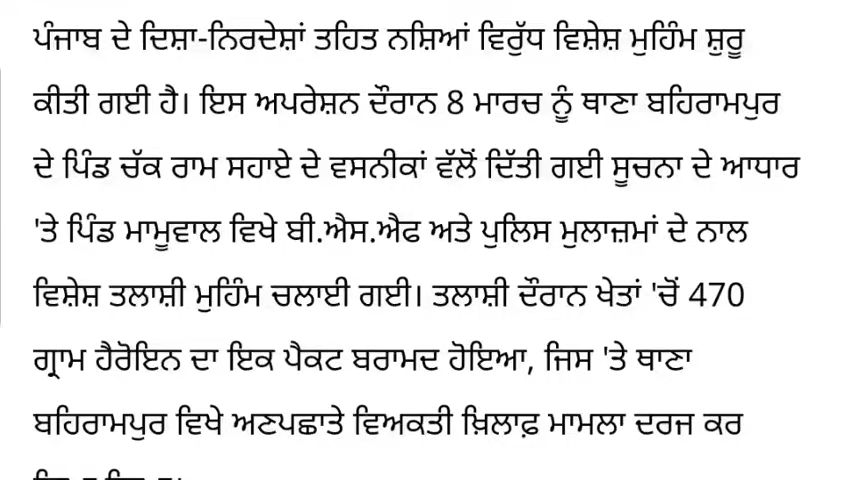 ਪੰਜਾਬ ਦੇ ਦਿਸ਼ਾ-ਨਿਰਦੇਸ਼ਾਂ ਤਹਿਤ ਨਸ਼ਿਆਂ ਵਿਰੁੱਧ ਵਿਸ਼ੇਸ਼ ਮੁਹਿੰਮ ਸ਼ੁਰੂ
ਕੀਤੀ ਗਈ ਹੈ। ਇਸ ਅਪਰੇਸ਼ਨ ਦੌਰਾਨ 8 ਮਾਰਚ ਨੂੰ ਥਾਣਾ ਬਹਿਰਾਮਪੁਰ
ਦੇ ਪਿੰਡ ਚੱਕ ਰਾਮ ਸਹਾਏ ਦੇ ਵਸਨੀਕਾਂ ਵੱਲੋਂ ਦਿੱਤੀ ਗਈ ਸੂਚਨਾ ਦੇ ਆਧਾਰ
'ਤੇ ਪਿੰਡ ਮਾਮੂਵਾਲ ਵਿਖੇ ਬੀ.ਐਸ.ਐਫ ਅਤੇ ਪੁਲਿਸ ਮੁਲਾਜ਼ਮਾਂ ਦੇ ਨਾਲ
ਵਿਸ਼ੇਸ਼ ਤਲਾਸ਼ੀ ਮੁਹਿੰਮ ਚਲਾਈ ਗਈ। ਤਲਾਸ਼ੀ ਦੌਰਾਨ ਖੇਤਾਂ 'ਚੋਂ 470
ਗ੍ਰਾਮ ਹੈਰੋਇਨ ਦਾ ਇਕ ਪੈਕਟ ਬਰਾਮਦ ਹੋਇਆ, ਜਿਸ 'ਤੇ ਥਾਣਾ
ਬਹਿਰਾਮਪੁਰ ਵਿਖੇ ਅਣਪਛਾਤੇ ਵਿਅਕਤੀ ਖ਼ਿਲਾਫ਼ ਮਾਮਲਾ ਦਰਜ ਕਰ